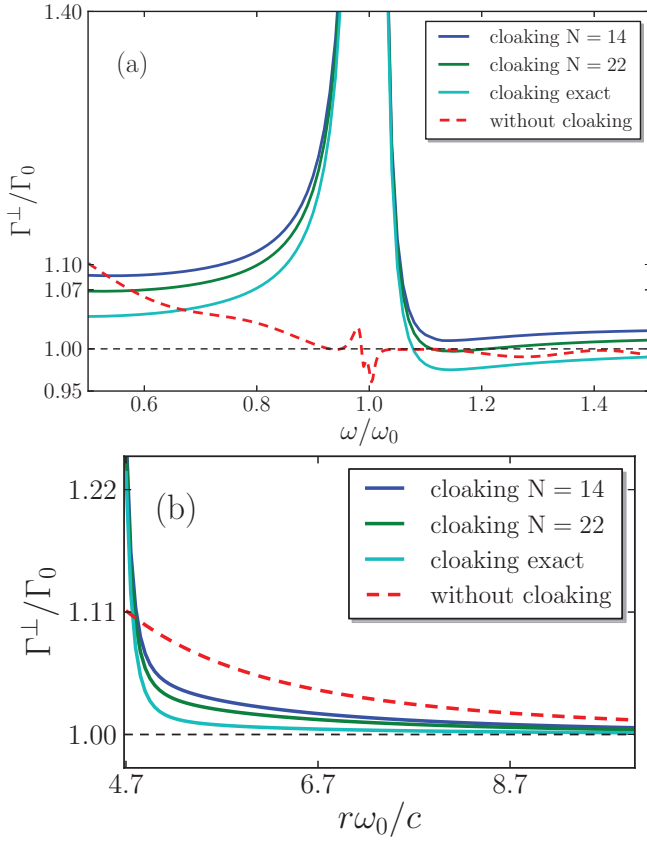 1.40
(a)
cloaking N = 14
cloaking N = 22
cloaking exact
without cloaking
Γ⊥/Γ0
1.10
1.07
1.00
0.95
0.6 0.8 1.0 1.2 1.4
ω/ω0
1.22
(b)
cloaking N = 14
cloaking N = 22
cloaking exact
without cloaking
Γ⊥/Γ0
1.11
1.00
4.7 6.7 8.7
rω0/c